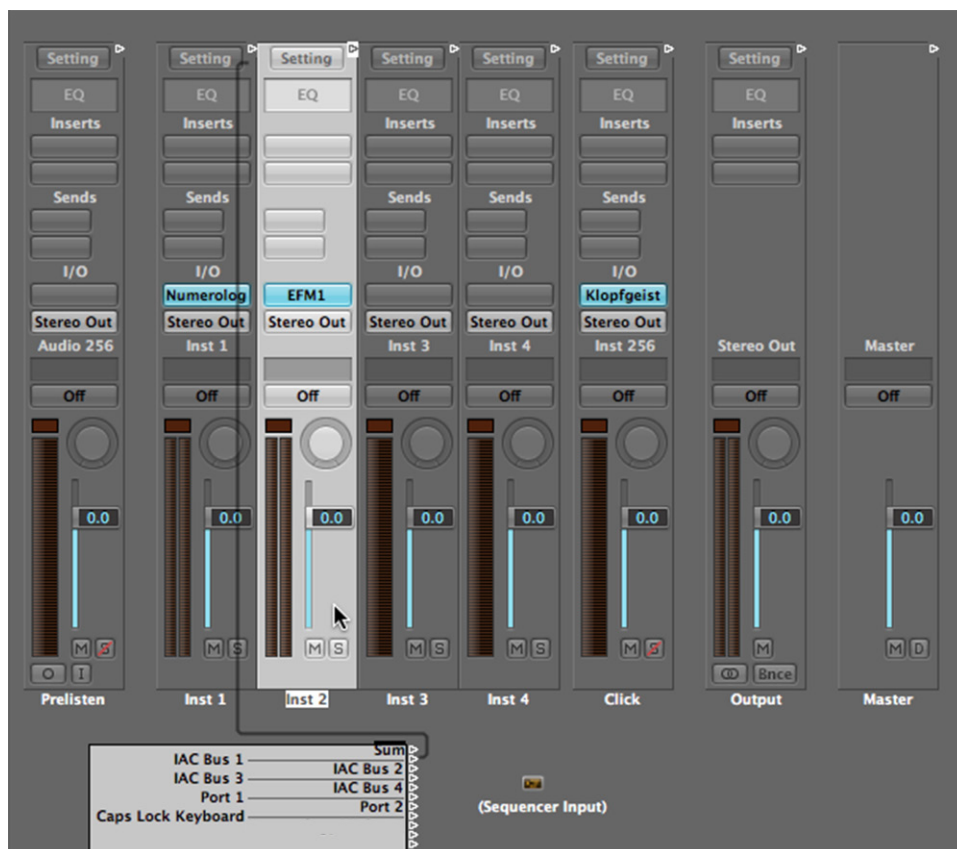 Setting Setting Setting Setting Setting Setting Setting
EQ EQ EQ EQ EQ EQ EQ
Inserts Inserts Inserts Inserts Inserts Inserts
Sends Sends Sends Sends Sends
I/O I/O I/O I/O I/O
Numerolog EFM1 Klopfgeist
Stereo Out Stereo Out Stereo Out Stereo Out Stereo Out Stereo Out
Audio 256 Inst 1 Inst 3 Inst 4 Inst 256 Stereo Out Master
Off Off Off Off Off Off Off Off
0.0 0.0 0.0 0.0 0.0 0.0 0.0 0.0
M S M S M S M S M S M S M M D
O I Bnce
Prelisten Inst 1 Inst 2 Inst 3 Inst 4 Click Output Master
Sum
IAC Bus 1
IAC Bus 2
IAC Bus 3
IAC Bus 4
Port 1
Port 2
Caps Lock Keyboard
(Sequencer Input)